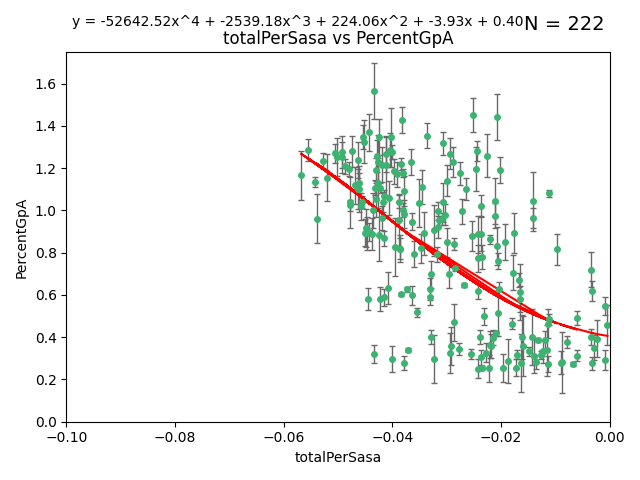 y = -52642.52x^4 + -2539.18x^3 + 224.06x^2 + -3.93x + 0.40
N = 222
totalPerSasa vs PercentGpA
PercentGpA
1.6
1.4
1.2
1.0
0.8
0.6
0.4
0.2
0.0
−0.10 −0.08 −0.06 −0.04 −0.02 0.00
totalPerSasa